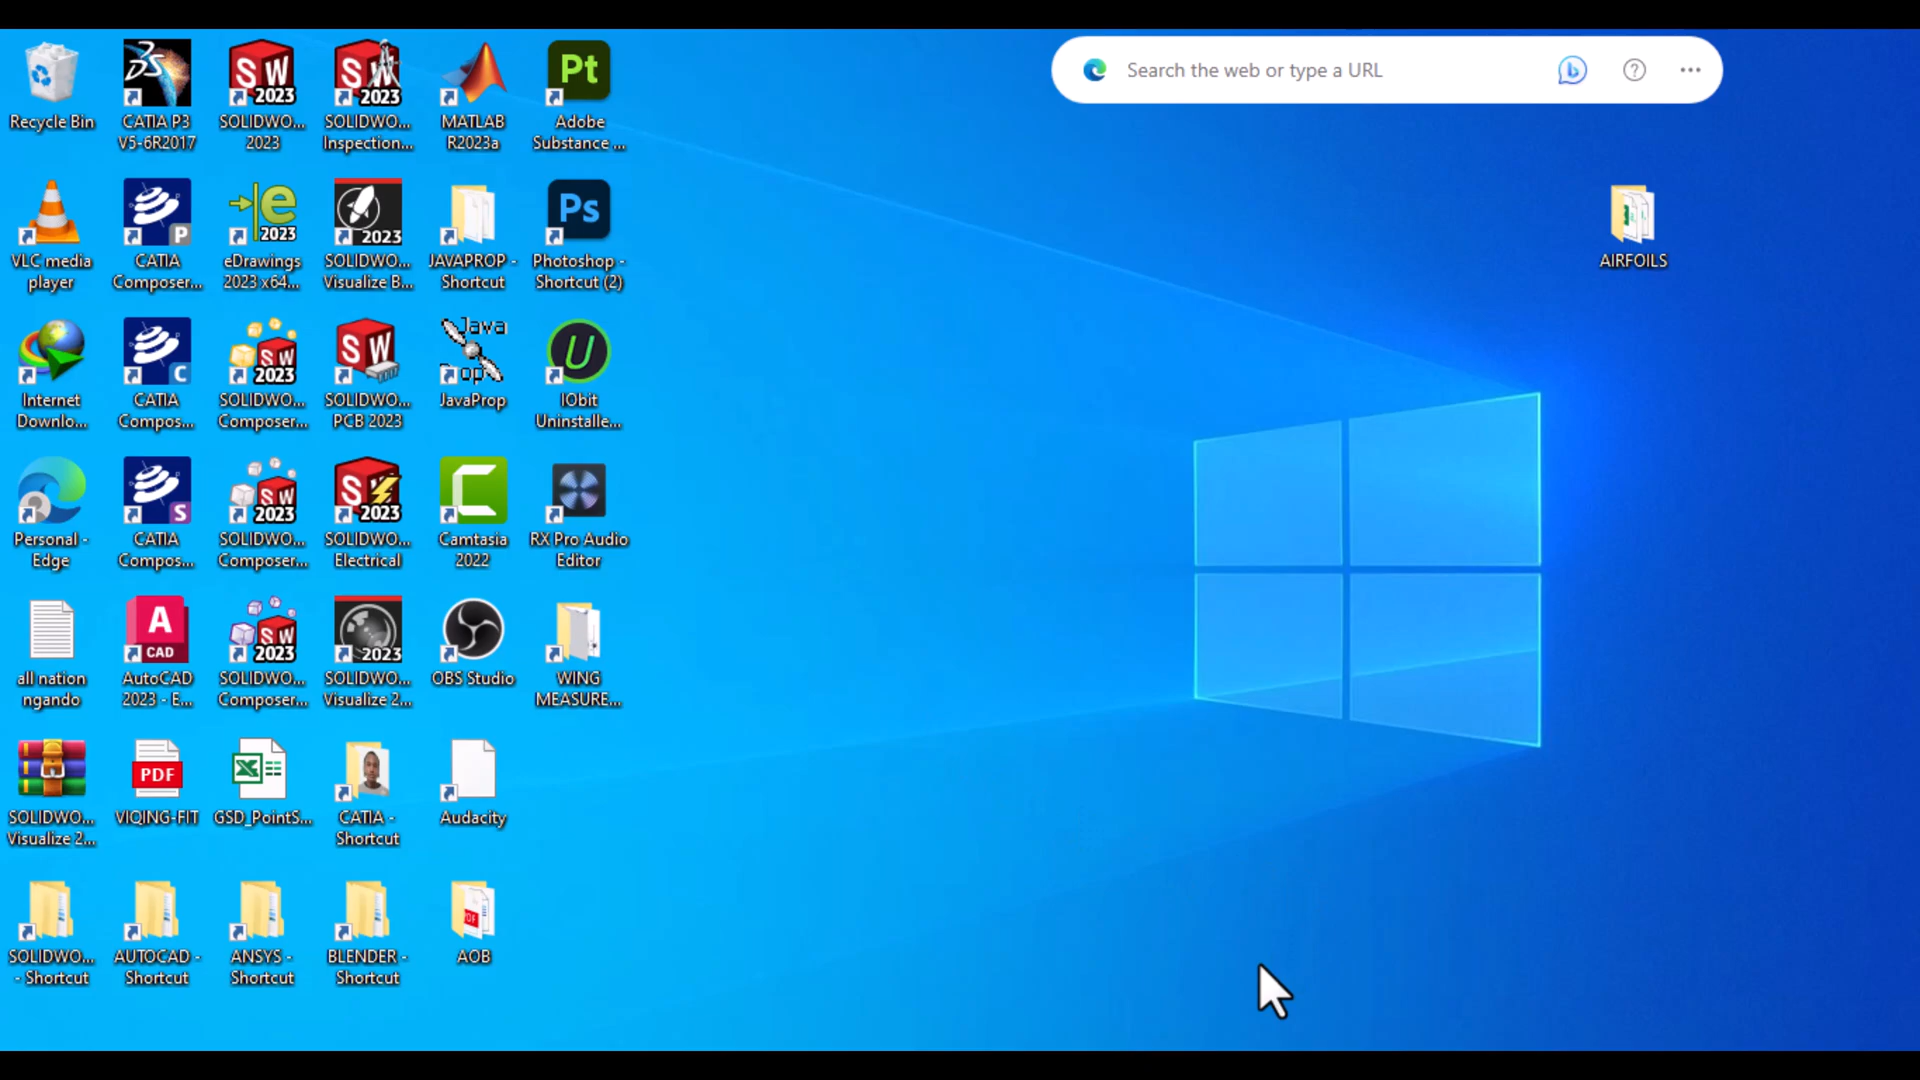 Search the web or type a URL
Recycle Bin
CATIA P3
V5-6R2017
SOLIDWO...
2023
SOLIDWO...
Inspection...
MATLAB
R2023a
Adobe
Substance ...
VLC media
player
CATIA
Composer...
eDrawings
2023 x64...
SOLIDWO...
Visualize B...
JAVAPROP -
Shortcut
Photoshop -
Shortcut (2)
AIRFOILS
Internet
Downlo...
CATIA
Compos...
SOLIDWO...
Composer...
SOLIDWO...
PCB 2023
JavaProp
IObit
Uninstalle...
Personal -
Edge
CATIA
Compos...
SOLIDWO...
Composer...
SOLIDWO...
Electrical
Camtasia
2022
RX Pro Audio
Editor
all nation
ngando
AutoCAD
2023 - E...
SOLIDWO...
Composer...
SOLIDWO...
Visualize 2...
OBS Studio
WING
MEASURE...
SOLIDWO...
Visualize 2...
VIQING-FIT
GSD_PointS...
CATIA -
Shortcut
Audacity
SOLIDWO...
- Shortcut
AUTOCAD -
Shortcut
ANSYS -
Shortcut
BLENDER -
Shortcut
AOB